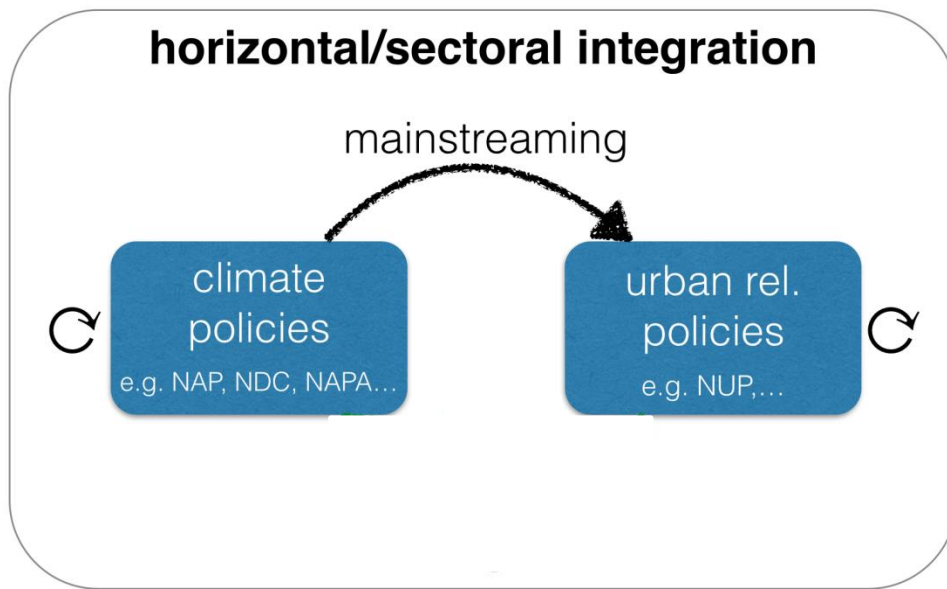 horizontal/sectoral integration
mainstreaming
climate
policies
e.g. NAP, NDC, NAPA…
urban rel.
policies
e.g. NUP,…